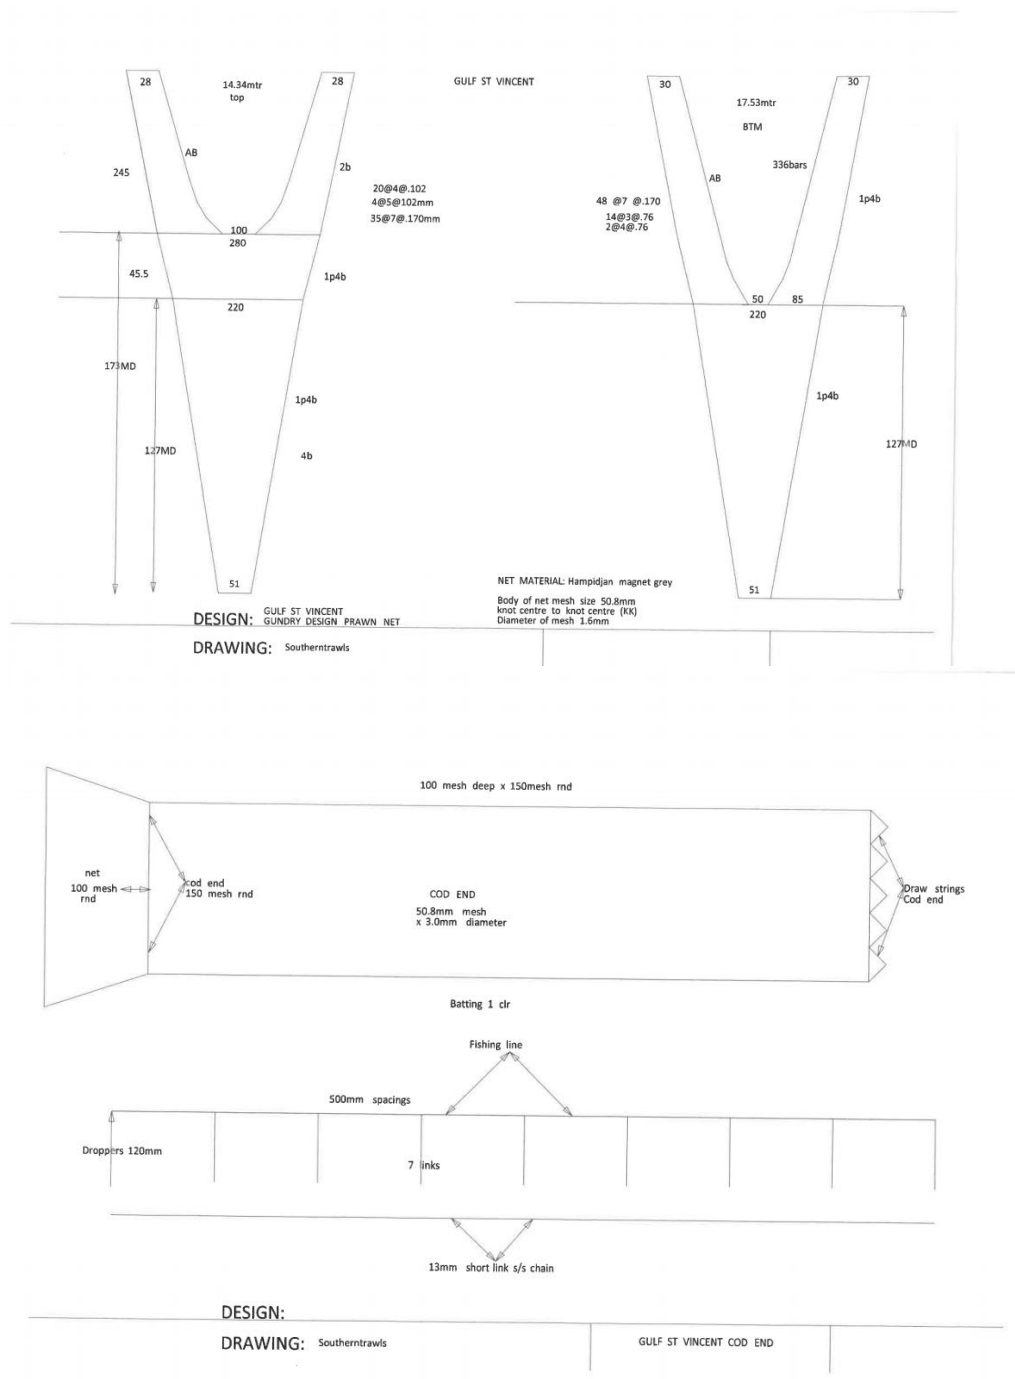 28
14.34mtr
top
28
GULF ST VINCENT
30
17.53mtr
BTM
30
AB
245
2b
20@4@.102
4@5@102mm
35@7@.170mm
336bars
AB
48 @7 @.170
14@3@.76
2@4@.76
1p4b
100
280
45.5
1p4b
220
50
85
220
173MD
1p4b
1p4b
127MD
4b
127MD
51
51
NET MATERIAL: Hampidjan magnet grey
Body of net mesh size 50.8mm
knot centre to knot centre (KK)
Diameter of mesh 1.6mm
DESIGN: GULF ST VINCENT
GUNDRY DESIGN PRAWN NET
DRAWING: Southerntrawls
100 mesh deep x 150mesh rnd
net
100 mesh
rnd
cod end
150 mesh rnd
COD END
50.8mm mesh
x 3.0mm diameter
Draw strings
Cod end
Batting 1 clr
Fishing line
500mm spacings
Droppers 120mm
7 links
13mm short link s/s chain
DESIGN:
DRAWING: Southerntrawls
GULF ST VINCENT COD END